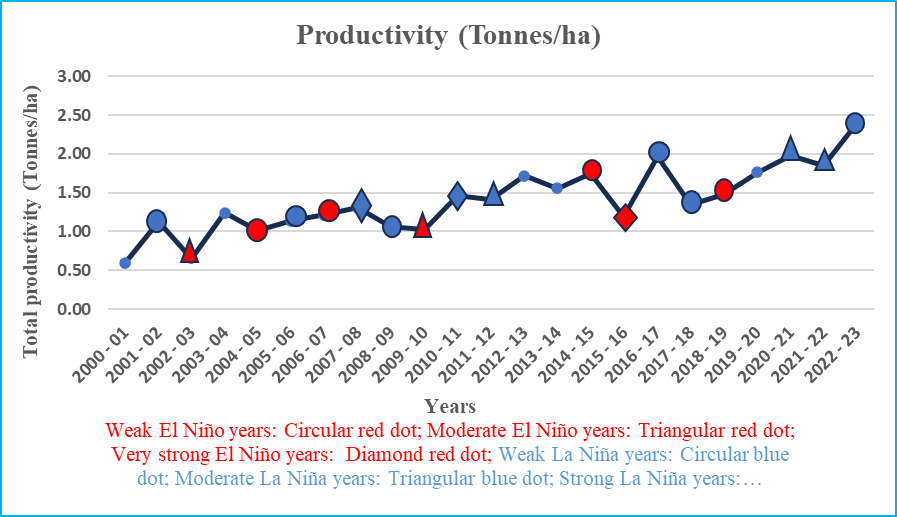 Productivity (Tonnes/ha)
Total productivity (Tonnes/ha)
3.00
2.50
2.00
1.50
1.00
0.50
0.00
2000 - 01
2001 - 02
2002 - 03
2003 - 04
2004 - 05
2005 - 06
2006 - 07
2007 - 08
2008 - 09
2009 - 10
2010 - 11
2011 - 12
2012 - 13
2013 - 14
2014 - 15
2015 - 16
2016 - 17
2017 - 18
2018 - 19
2019 - 20
2020 - 21
2021 - 22
2022 - 23
Years
Weak El Niño years: Circular red dot; Moderate El Niño years: Triangular red dot;
Very strong El Niño years:  Diamond red dot; Weak La Niña years: Circular blue
dot; Moderate La Niña years: Triangular blue dot; Strong La Niña years:…